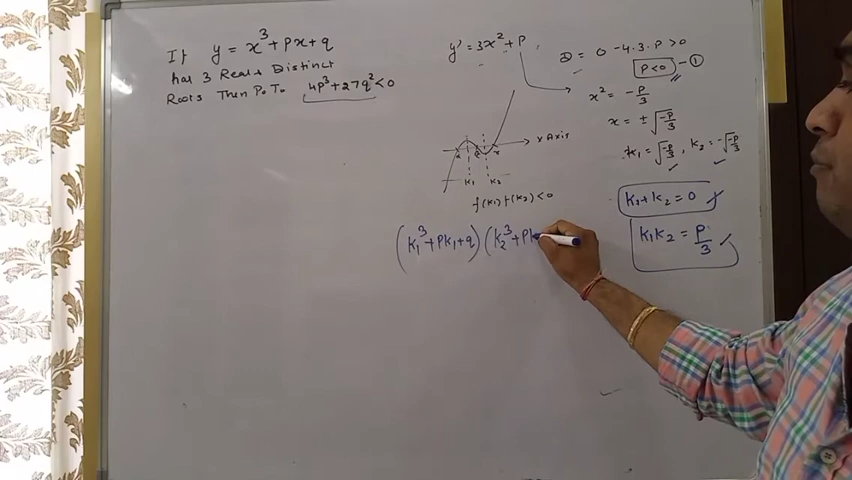 If y = x³ + px + q
has 3 Real & Distinct
Roots Then P.T. 4p³ + 27q² < 0
y' = 3x² + P
D = 0 - 4.3.P > 0
P < 0 - ①
x² = -P/3
x = ± √(-P/3)
k₁ = √(-P/3), k₂ = -√(-P/3)
k₁ + k₂ = 0
k₁k₂ = P/3
x Axis
k₁ k₂
f(k₁) f(k₂) < 0
(k₁³ + pk₁ + q) (k₂³ + pk